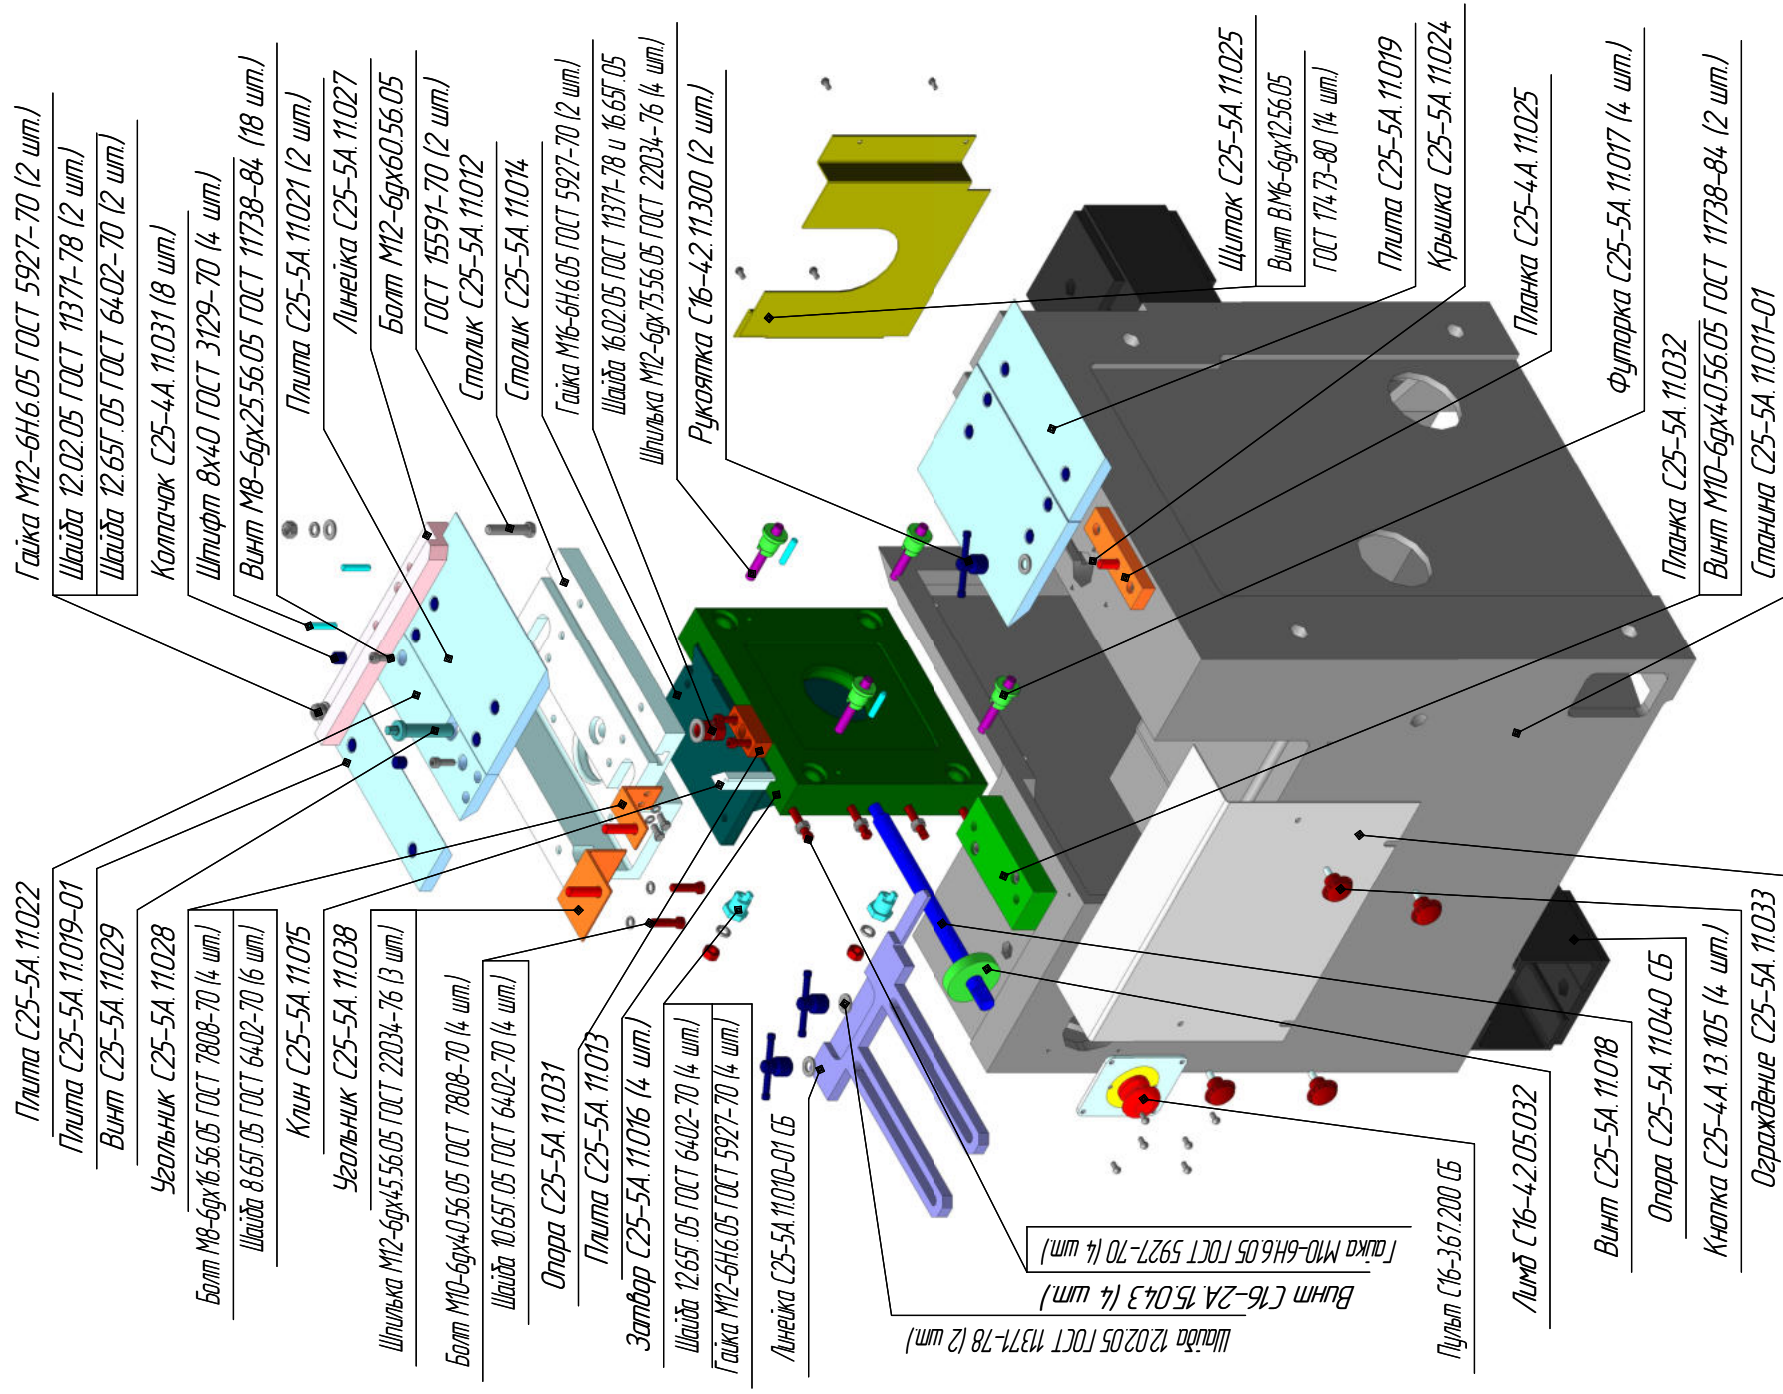 Гайка М12-6Н.6.05 ГОСТ 5927-70 (2 шт.)
Шайба 12.02.05 ГОСТ 11371-78 (2 шт.)
Шайба 12.65Г.05 ГОСТ 6402-70 (2 шт.)
Колпачок С25-4А.11.031 (8 шт.)
Штифт 8х40 ГОСТ 3129-70 (4 шт.)
Винт М8-6gх25.56.05 ГОСТ 11738-84 (18 шт.)
Плита С25-5А.11.021 (2 шт.)
Линейка С25-5А.11.027
Болт М12-6gх60.56.05
ГОСТ 15591-70 (2 шт.)
Столик С25-5А.11.012
Столик С25-5А.11.014
Гайка М16-6Н.6.05 ГОСТ 5927-70 (2 шт.)
Шайба 16.02.05 ГОСТ 11371-78 и 16.65Г.05
Шпилька М12-6gх75.56.05 ГОСТ 22034-76 (4 шт.)
Рукоятка С16-42.11.300 (2 шт.)
Щиток С25-5А.11.025
Винт В.М6-6gх12.56.05
ГОСТ 17473-80 (14 шт.)
Плита С25-5А.11.019
Крышка С25-5А.11.024
Планка С25-4А.11.025
Футорка С25-5А.11.017 (4 шт.)
Планка С25-5А.11.032
Винт М10-6gх40.56.05 ГОСТ 11738-84 (2 шт.)
Станина С25-5А.11.011-01
Плита С25-5А.11.022
Плита С25-5А.11.019-01
Винт С25-5А.11.029
Угольник С25-5А.11.028
Болт М8-6gх16.56.05 ГОСТ 7808-70 (4 шт.)
Шайба 8.65Г.05 ГОСТ 6402-70 (6 шт.)
Клин С25-5А.11.015
Угольник С25-5А.11.038
Шпилька М12-6gх45.56.05 ГОСТ 22034-76 (3 шт.)
Болт М10-6gх40.56.05 ГОСТ 7808-70 (4 шт.)
Шайба 10.65Г.05 ГОСТ 6402-70 (4 шт.)
Опора С25-5А.11.031
Плита С25-5А.11.013
Затвор С25-5А.11.016 (4 шт.)
Шайба 12.65Г.05 ГОСТ 6402-70 (4 шт.)
Гайка М12-6Н.6.05 ГОСТ 5927-70 (4 шт.)
Линейка С25-5А.11.010-01 СБ
Шайба 12.02.05 ГОСТ 11371-78 (2 шт.)
Винт С16-2А.15.043 (4 шт.)
Гайка М10-6Н.6.05 ГОСТ 5927-70 (4 шт.)
Пульт С16-3.67.200 СБ
Лимб С16-42.05.032
Винт С25-5А.11.018
Опора С25-5А.11.040 СБ
Кнопка С25-4А.13.105 (4 шт.)
Ограждение С25-5А.11.033